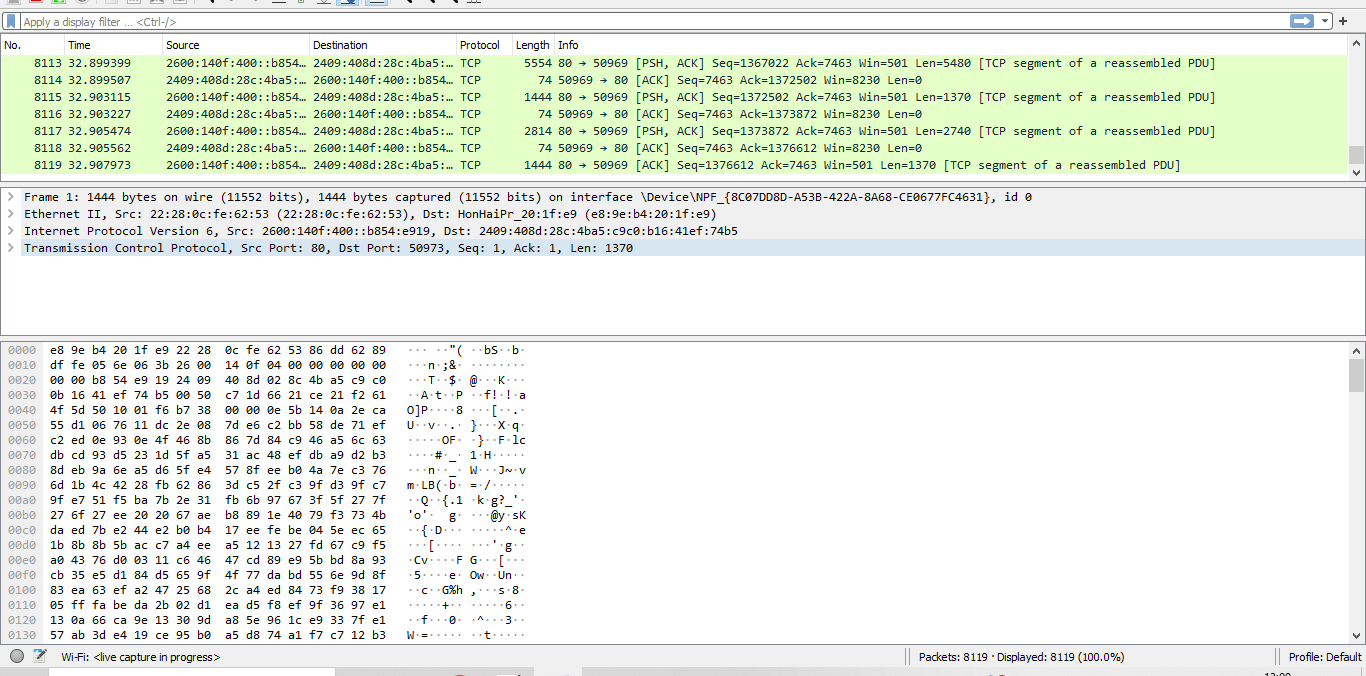 Apply a display filter ... <Ctrl-/>
No. Time Source Destination Protocol Length Info
8113 32.899399 2600:140f:400::b854… 2409:408d:28c:4ba5:… TCP 5554 80 → 50969 [PSH, ACK] Seq=1367022 Ack=7463 Win=501 Len=5480 [TCP segment of a reassembled PDU]
8114 32.899507 2409:408d:28c:4ba5:… 2600:140f:400::b854… TCP 74 50969 → 80 [ACK] Seq=7463 Ack=1372502 Win=8230 Len=0
8115 32.903115 2600:140f:400::b854… 2409:408d:28c:4ba5:… TCP 1444 80 → 50969 [PSH, ACK] Seq=1372502 Ack=7463 Win=501 Len=1370 [TCP segment of a reassembled PDU]
8116 32.903227 2409:408d:28c:4ba5:… 2600:140f:400::b854… TCP 74 50969 → 80 [ACK] Seq=7463 Ack=1373872 Win=8230 Len=0
8117 32.905474 2600:140f:400::b854… 2409:408d:28c:4ba5:… TCP 2814 80 → 50969 [PSH, ACK] Seq=1373872 Ack=7463 Win=501 Len=2740 [TCP segment of a reassembled PDU]
8118 32.905562 2409:408d:28c:4ba5:… 2600:140f:400::b854… TCP 74 50969 → 80 [ACK] Seq=7463 Ack=1376612 Win=8230 Len=0
8119 32.907973 2600:140f:400::b854… 2409:408d:28c:4ba5:… TCP 1444 80 → 50969 [ACK] Seq=1376612 Ack=7463 Win=501 Len=1370 [TCP segment of a reassembled PDU]
Frame 1: 1444 bytes on wire (11552 bits), 1444 bytes captured (11552 bits) on interface \Device\NPF_{8C07DD8D-A53B-422A-8A68-CE0677FC4631}, id 0
Ethernet II, Src: 22:28:0c:fe:62:53 (22:28:0c:fe:62:53), Dst: HonHaiPr_20:1f:e9 (e8:9e:b4:20:1f:e9)
Internet Protocol Version 6, Src: 2600:140f:400::b854:e919, Dst: 2409:408d:28c:4ba5:c9c0:b16:41ef:74b5
Transmission Control Protocol, Src Port: 80, Dst Port: 50973, Seq: 1, Ack: 1, Len: 1370
0000 e8 9e b4 20 1f e9 22 28 0c fe 62 53 86 dd 62 89 ··· ··"( ··bS··b·
0010 df fe 05 6e 06 3b 26 00 14 0f 04 00 00 00 00 00 ···n·;&· ········
0020 00 00 b8 54 e9 19 24 09 40 8d 02 8c 4b a5 c9 c0 ···T··$· @···K···
0030 0b 16 41 ef 74 b5 00 50 c7 1d 66 21 ce 21 f2 61 ··A·t··P ··f!·!·a
0040 4f 5d 50 10 01 f6 b7 38 00 00 0e 5b 14 0a 2e ca O]P····8 ···[··.·
0050 55 d1 06 76 11 dc 2e 08 7d e6 c2 bb 58 de 71 ef U··v··.· }···X·q·
0060 c2 ed 0e 93 0e 4f 46 8b 86 7d 84 c9 46 a5 6c 63 ·····OF· ·}··F·lc
0070 db cd 93 d5 23 1d 5f a5 31 ac 48 ef db a9 d2 b3 ····#·_· 1·H·····
0080 8d eb 9a 6e a5 d6 5f e4 57 8f ee b0 4a 7e c3 76 ···n··_· W···J~·v
0090 6d 1b 4c 42 28 fb 62 86 3d c5 2f c3 9f d3 9f c7 m·LB(·b· =·/·····
00a0 9f e7 51 f5 ba 7b 2e 31 fb 6b 97 67 3f 5f 27 7f ··Q··{.1 ·k·g?_'·
00b0 27 6f 27 ee 20 20 67 ae b8 89 1e 40 79 f3 73 4b 'o'·  g· ···@y·sK
00c0 da ed 7b e2 44 e2 b0 b4 17 ee fe be 04 5e ec 65 ··{·D··· ·····^·e
00d0 1b 8b 8b 5b ac c7 a4 ee a5 12 13 27 fd 67 c9 f5 ···[···· ···'·g··
00e0 a0 43 76 d0 03 11 c6 46 47 cd 89 e9 5b bd 8a 93 ·Cv····F G···[···
00f0 cb 35 e5 d1 84 d5 65 9f 4f 77 da bd 55 6e 9d 8f ·5····e· Ow··Un··
0100 83 ea 63 ef a2 47 25 68 2c a4 ed 84 73 f9 38 17 ··c··G%h ,···s·8·
0110 05 ff fa be da 2b 02 d1 ea d5 f8 ef 9f 36 97 e1 ·····+·· ·····6··
0120 13 0a 66 ca 9e 13 30 9d a8 5e 96 1c e9 33 7f e1 ··f···0· ·^···3··
0130 57 ab 3d e4 19 ce 95 b0 a5 d8 74 a1 f7 c7 12 b3 W·=····· ··t·····
Wi-Fi: <live capture in progress> Packets: 8119 · Displayed: 8119 (100.0%) Profile: Default